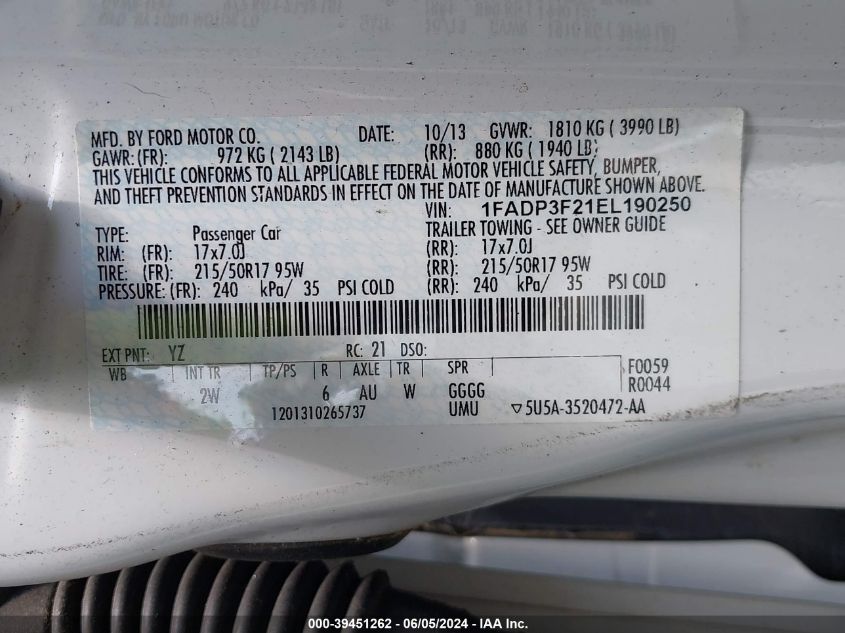 MFD. BY FORD MOTOR CO. DATE: 10/13 GVWR: 1810 KG ( 3990 LB)
GAWR: (FR): 972 KG ( 2143 LB) (RR): 880 KG ( 1940 LB)
THIS VEHICLE CONFORMS TO ALL APPLICABLE FEDERAL MOTOR VEHICLE SAFETY, BUMPER,
AND THEFT PREVENTION STANDARDS IN EFFECT ON THE DATE OF MANUFACTURE SHOWN ABOVE.
VIN: 1FADP3F21EL190250
TYPE: Passenger Car TRAILER TOWING - SEE OWNER GUIDE
RIM: (FR): 17x7.0J (RR): 17x7.0J
TIRE: (FR): 215/50R17 95W (RR): 215/50R17 95W
PRESSURE: (FR): 240 kPa/ 35 PSI COLD (RR): 240 kPa/ 35 PSI COLD
EXT PNT: YZ RC: 21 DSO:
WB INT TR TP/PS R AXLE TR SPR F0059
2W 6 AU W GGGG R0044
1201310265737 UMU ▽5U5A-3520472-AA
000-39451262 - 06/05/2024 - IAA Inc.